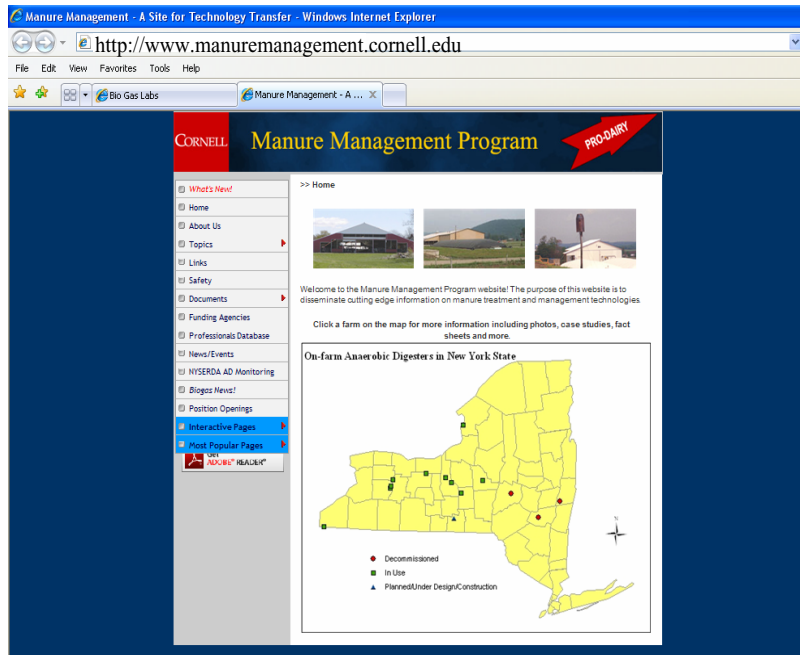 Manure Management - A Site for Technology Transfer - Windows Internet Explorer
http://www.manuremanagement.cornell.edu
File Edit View Favorites Tools Help
Bio Gas Labs
Manure Management - A ... X
CORNELL
Manure Management Program
PRO-DAIRY
What's New!
Home
About Us
Topics
Links
Safety
Documents
Funding Agencies
Professionals Database
News/Events
NYSERDA AD Monitoring
Biogas News!
Position Openings
Interactive Pages
Most Popular Pages
Get
ADOBE® READER®
>> Home
Welcome to the Manure Management Program website! The purpose of this website is to
disseminate cutting edge information on manure treatment and management technologies.
Click a farm on the map for more information including photos, case studies, fact
sheets and more.
On-farm Anaerobic Digesters in New York State
N
Decommissioned
In Use
Planned/Under Design/Construction